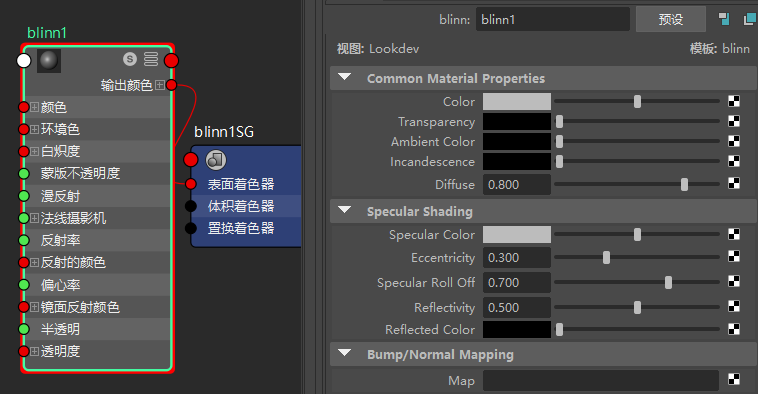 blinn1
S
输出颜色
颜色
环境色
白炽度
蒙版不透明度
漫反射
法线摄影机
反射率
反射的颜色
偏心率
镜面反射颜色
半透明
透明度
blinn1SG
表面着色器
体积着色器
置换着色器
blinn: blinn1 预设
视图: Lookdev 模板: blinn
Common Material Properties
Color
Transparency
Ambient Color
Incandescence
Diffuse 0.800
Specular Shading
Specular Color
Eccentricity 0.300
Specular Roll Off 0.700
Reflectivity 0.500
Reflected Color
Bump/Normal Mapping
Map